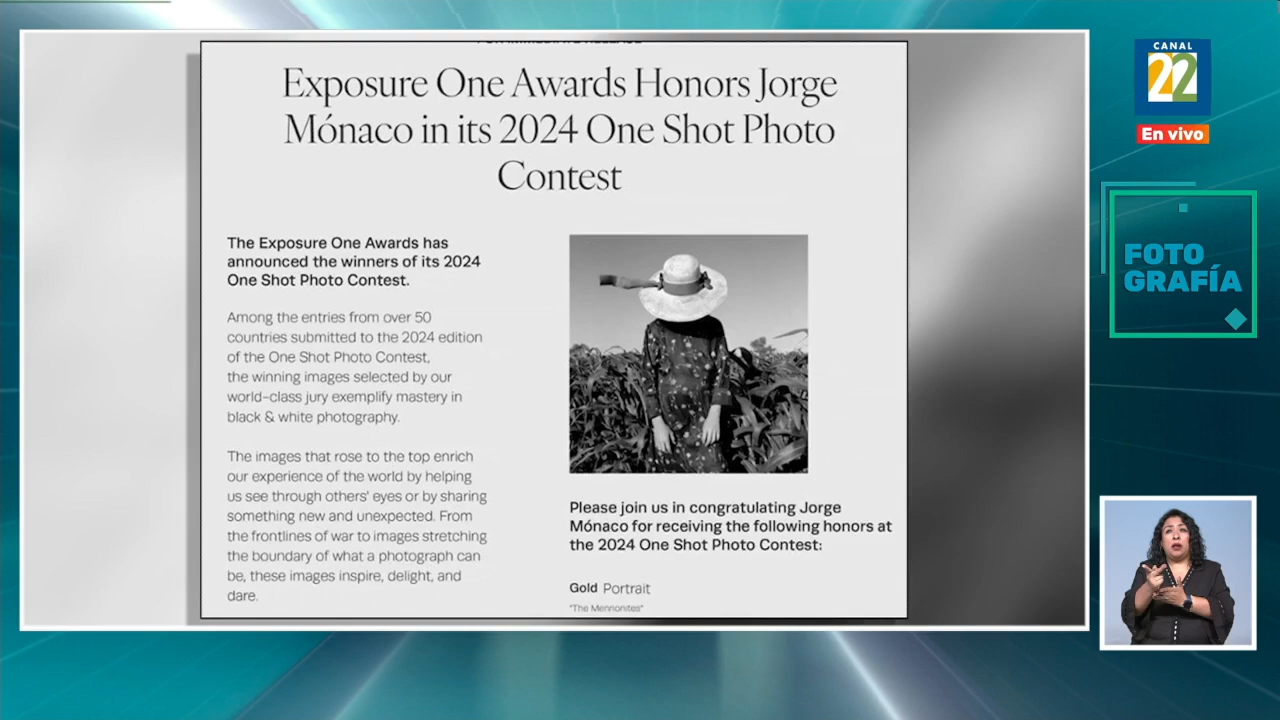 Exposure One Awards Honors Jorge
Mónaco in its 2024 One Shot Photo
Contest
The Exposure One Awards has
announced the winners of its 2024
One Shot Photo Contest.
Among the entries from over 50
countries submitted to the 2024 edition
of the One Shot Photo Contest,
the winning images selected by our
world-class jury exemplify mastery in
black & white photography.
The images that rose to the top enrich
our experience of the world by helping
us see through others' eyes or by sharing
something new and unexpected. From
the frontlines of war to images stretching
the boundary of what a photograph can
be, these images inspire, delight, and
dare.
Please join us in congratulating Jorge
Mónaco for receiving the following honors at
the 2024 One Shot Photo Contest:
Gold Portrait
"The Mennonites"
CANAL
22
En vivo
FOTO
GRAFÍA